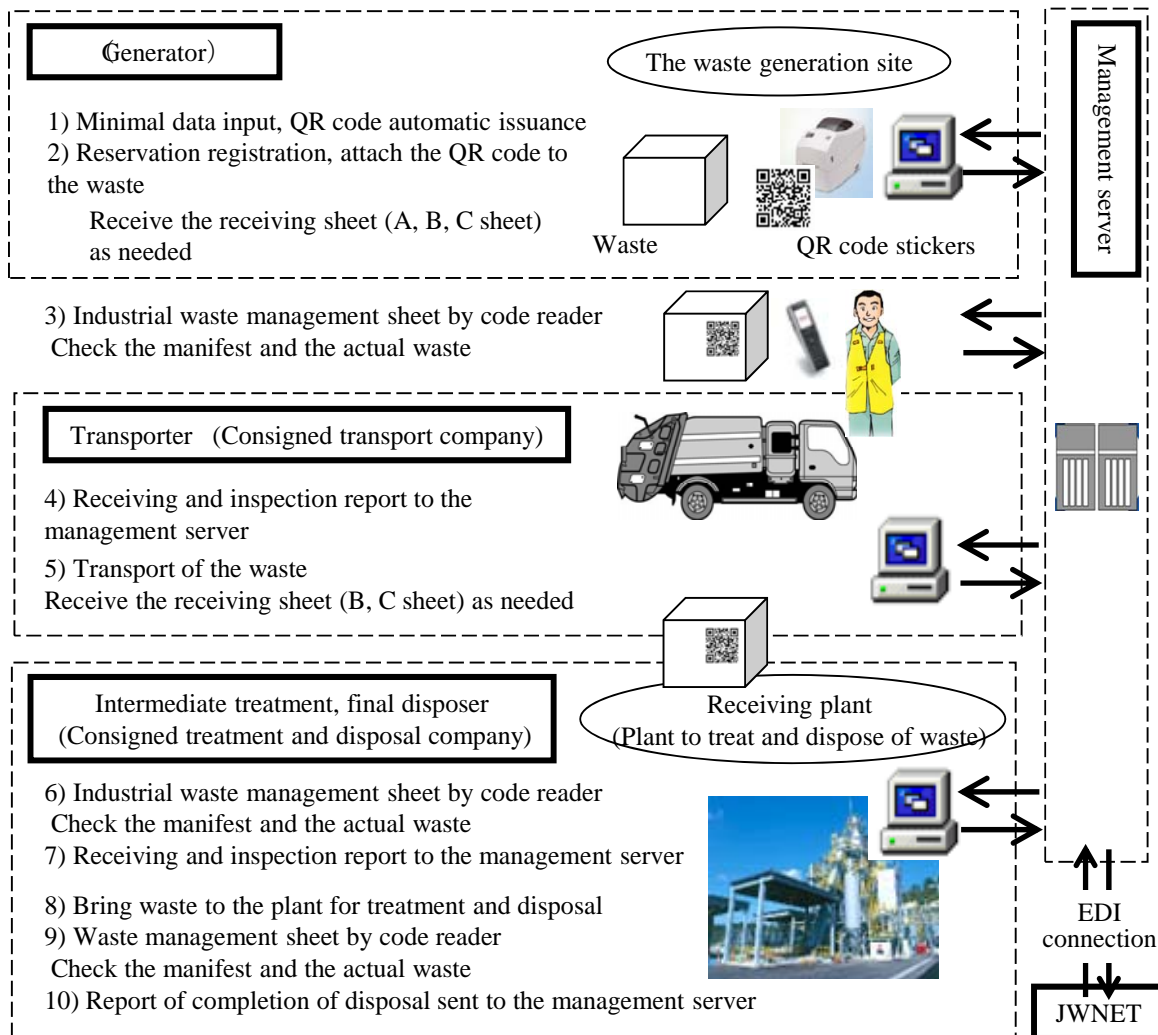 (Generator)
The waste generation site
Management server
1) Minimal data input, QR code automatic issuance
2) Reservation registration, attach the QR code to
the waste
Receive the receiving sheet (A, B, C sheet)
as needed
Waste
QR code stickers
3) Industrial waste management sheet by code reader
Check the manifest and the actual waste
Transporter (Consigned transport company)
4) Receiving and inspection report to the
management server
5) Transport of the waste
Receive the receiving sheet (B, C sheet) as needed
Intermediate treatment, final disposer
(Consigned treatment and disposal company)
Receiving plant
(Plant to treat and dispose of waste)
6) Industrial waste management sheet by code reader
Check the manifest and the actual waste
7) Receiving and inspection report to the management server
8) Bring waste to the plant for treatment and disposal
9) Waste management sheet by code reader
Check the manifest and the actual waste
10) Report of completion of disposal sent to the management server
EDI
connection
JWNET